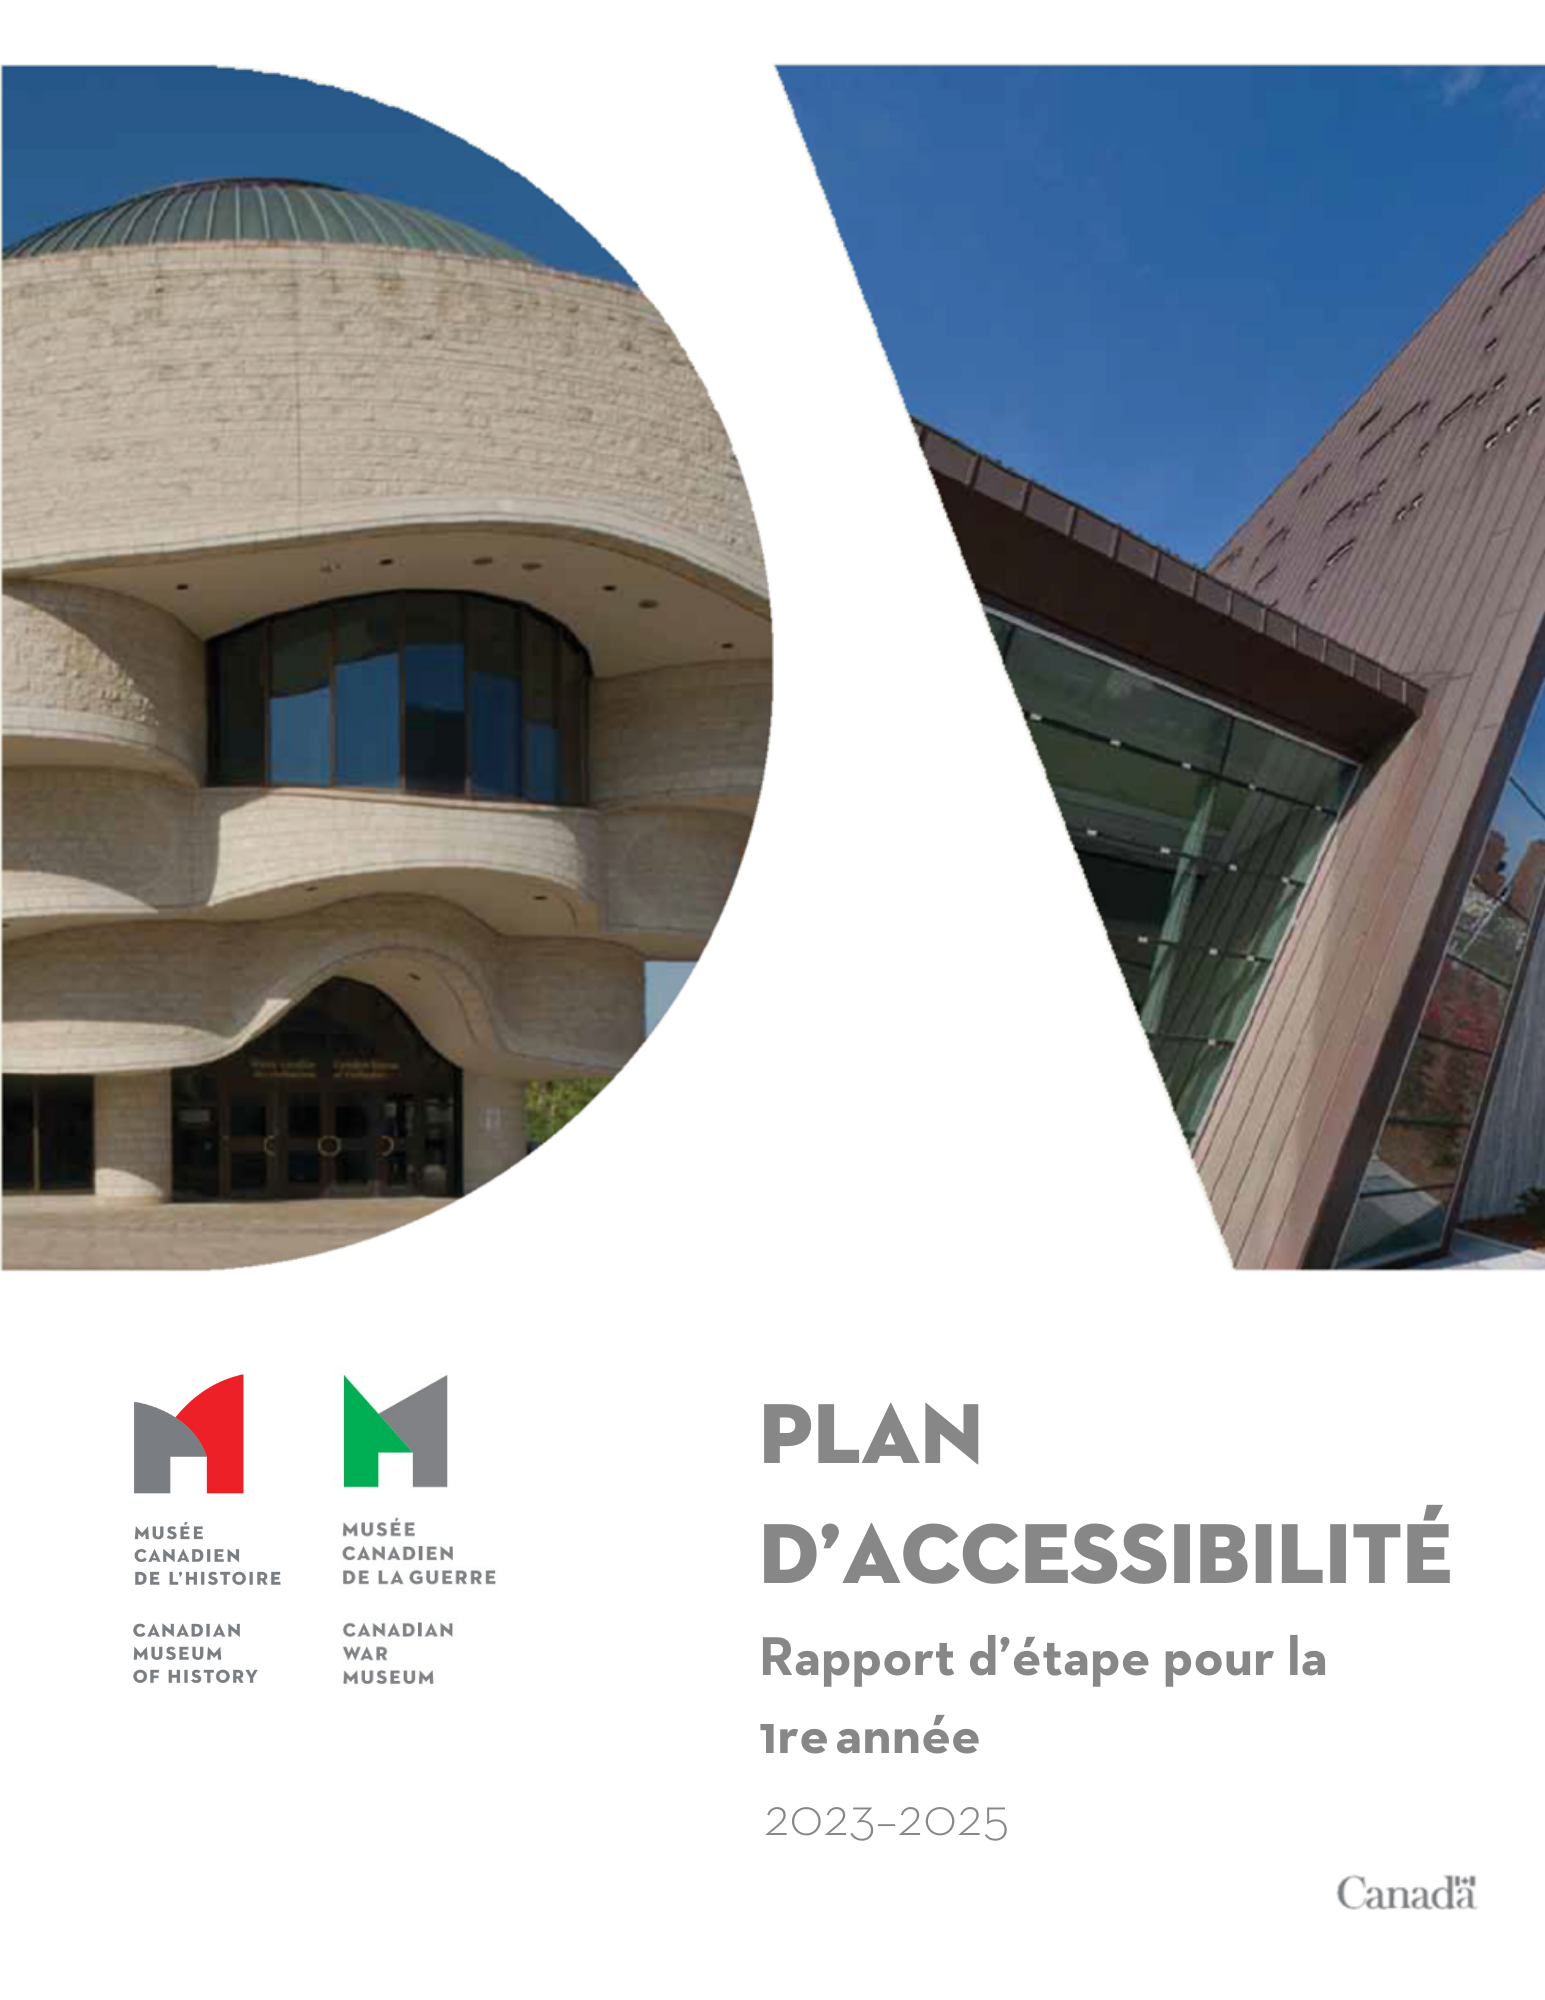 MUSÉE
CANADIEN
DE L'HISTOIRE
CANADIAN
MUSEUM
OF HISTORY
MUSÉE
CANADIEN
DE LA GUERRE
CANADIAN
WAR
MUSEUM
PLAN
D’ACCESSIBILITÉ
Rapport d’étape pour la
1re année
2023–2025
Canada